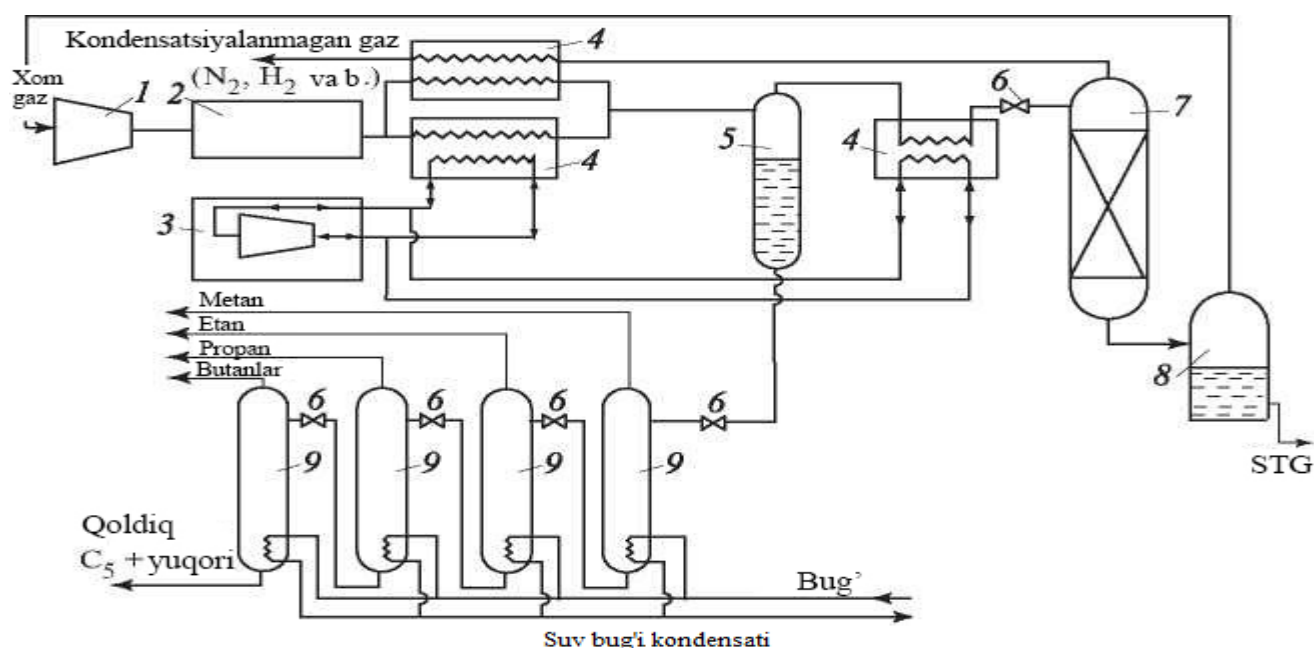 Kondensatsiyalanmagan gaz
(N2, H2 va b.)
Xom
gaz
1
2
4
4
3
5
4
6
7
8
STG
Metan
Etan
Propan
Butanlar
6
6
6
6
9
9
9
9
Qoldiq
C5 + yuqori
Bug’
Suv bug'i kondensati